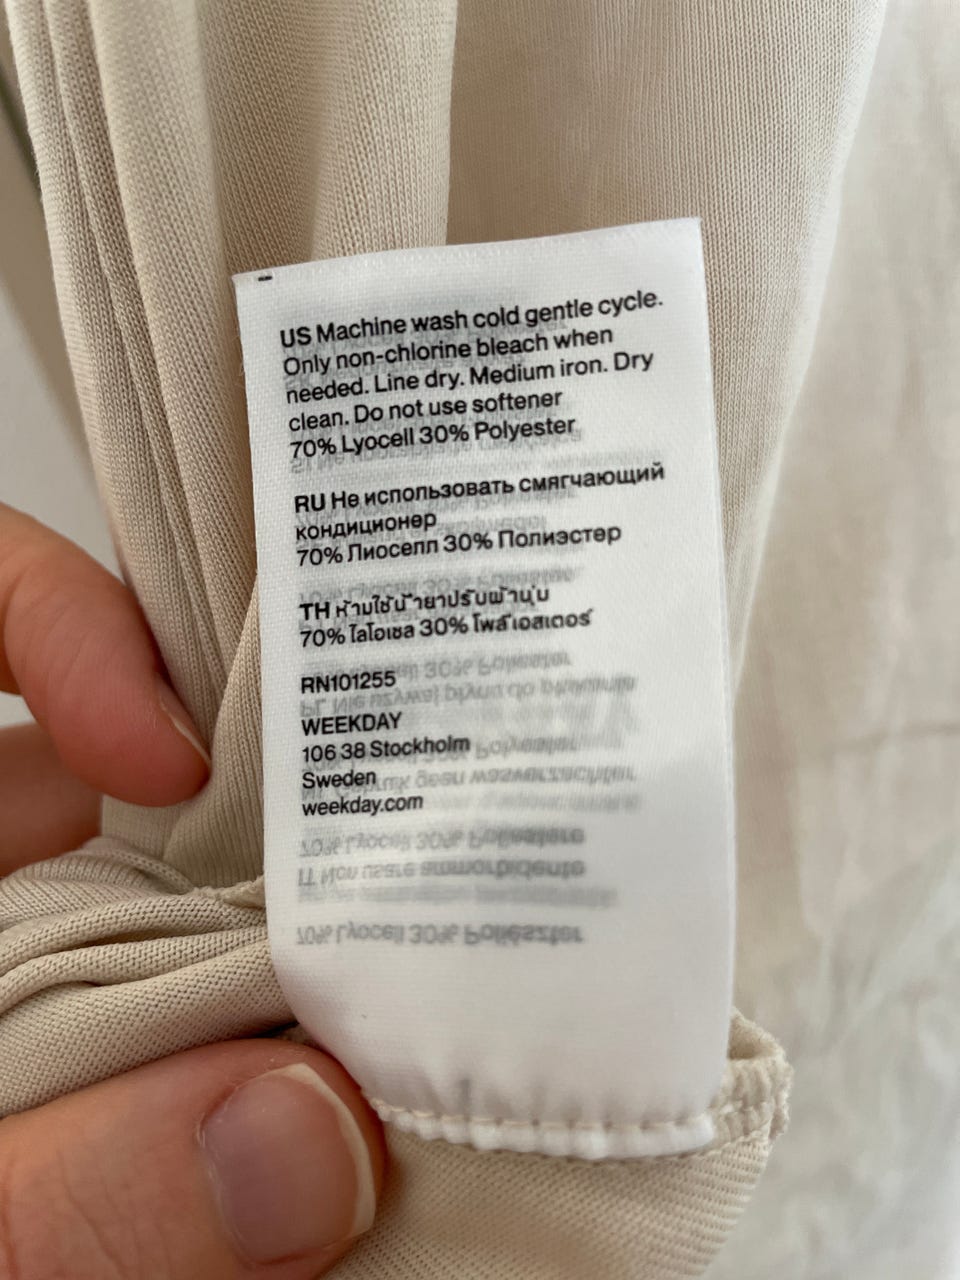 US Machine wash cold gentle cycle.
Only non-chlorine bleach when
needed. Line dry. Medium iron. Dry
clean. Do not use softener
70% Lyocell 30% Polyester
RU Не использовать смягчающий
кондиционер
70% Лиоселл 30% Полиэстер
TH ห้ามใช้น้ำยาปรับผ้านุ่ม
70% ไลโอเซล 30% โพลีเอสเตอร์
RN101255
WEEKDAY
106 38 Stockholm
Sweden
weekday.com